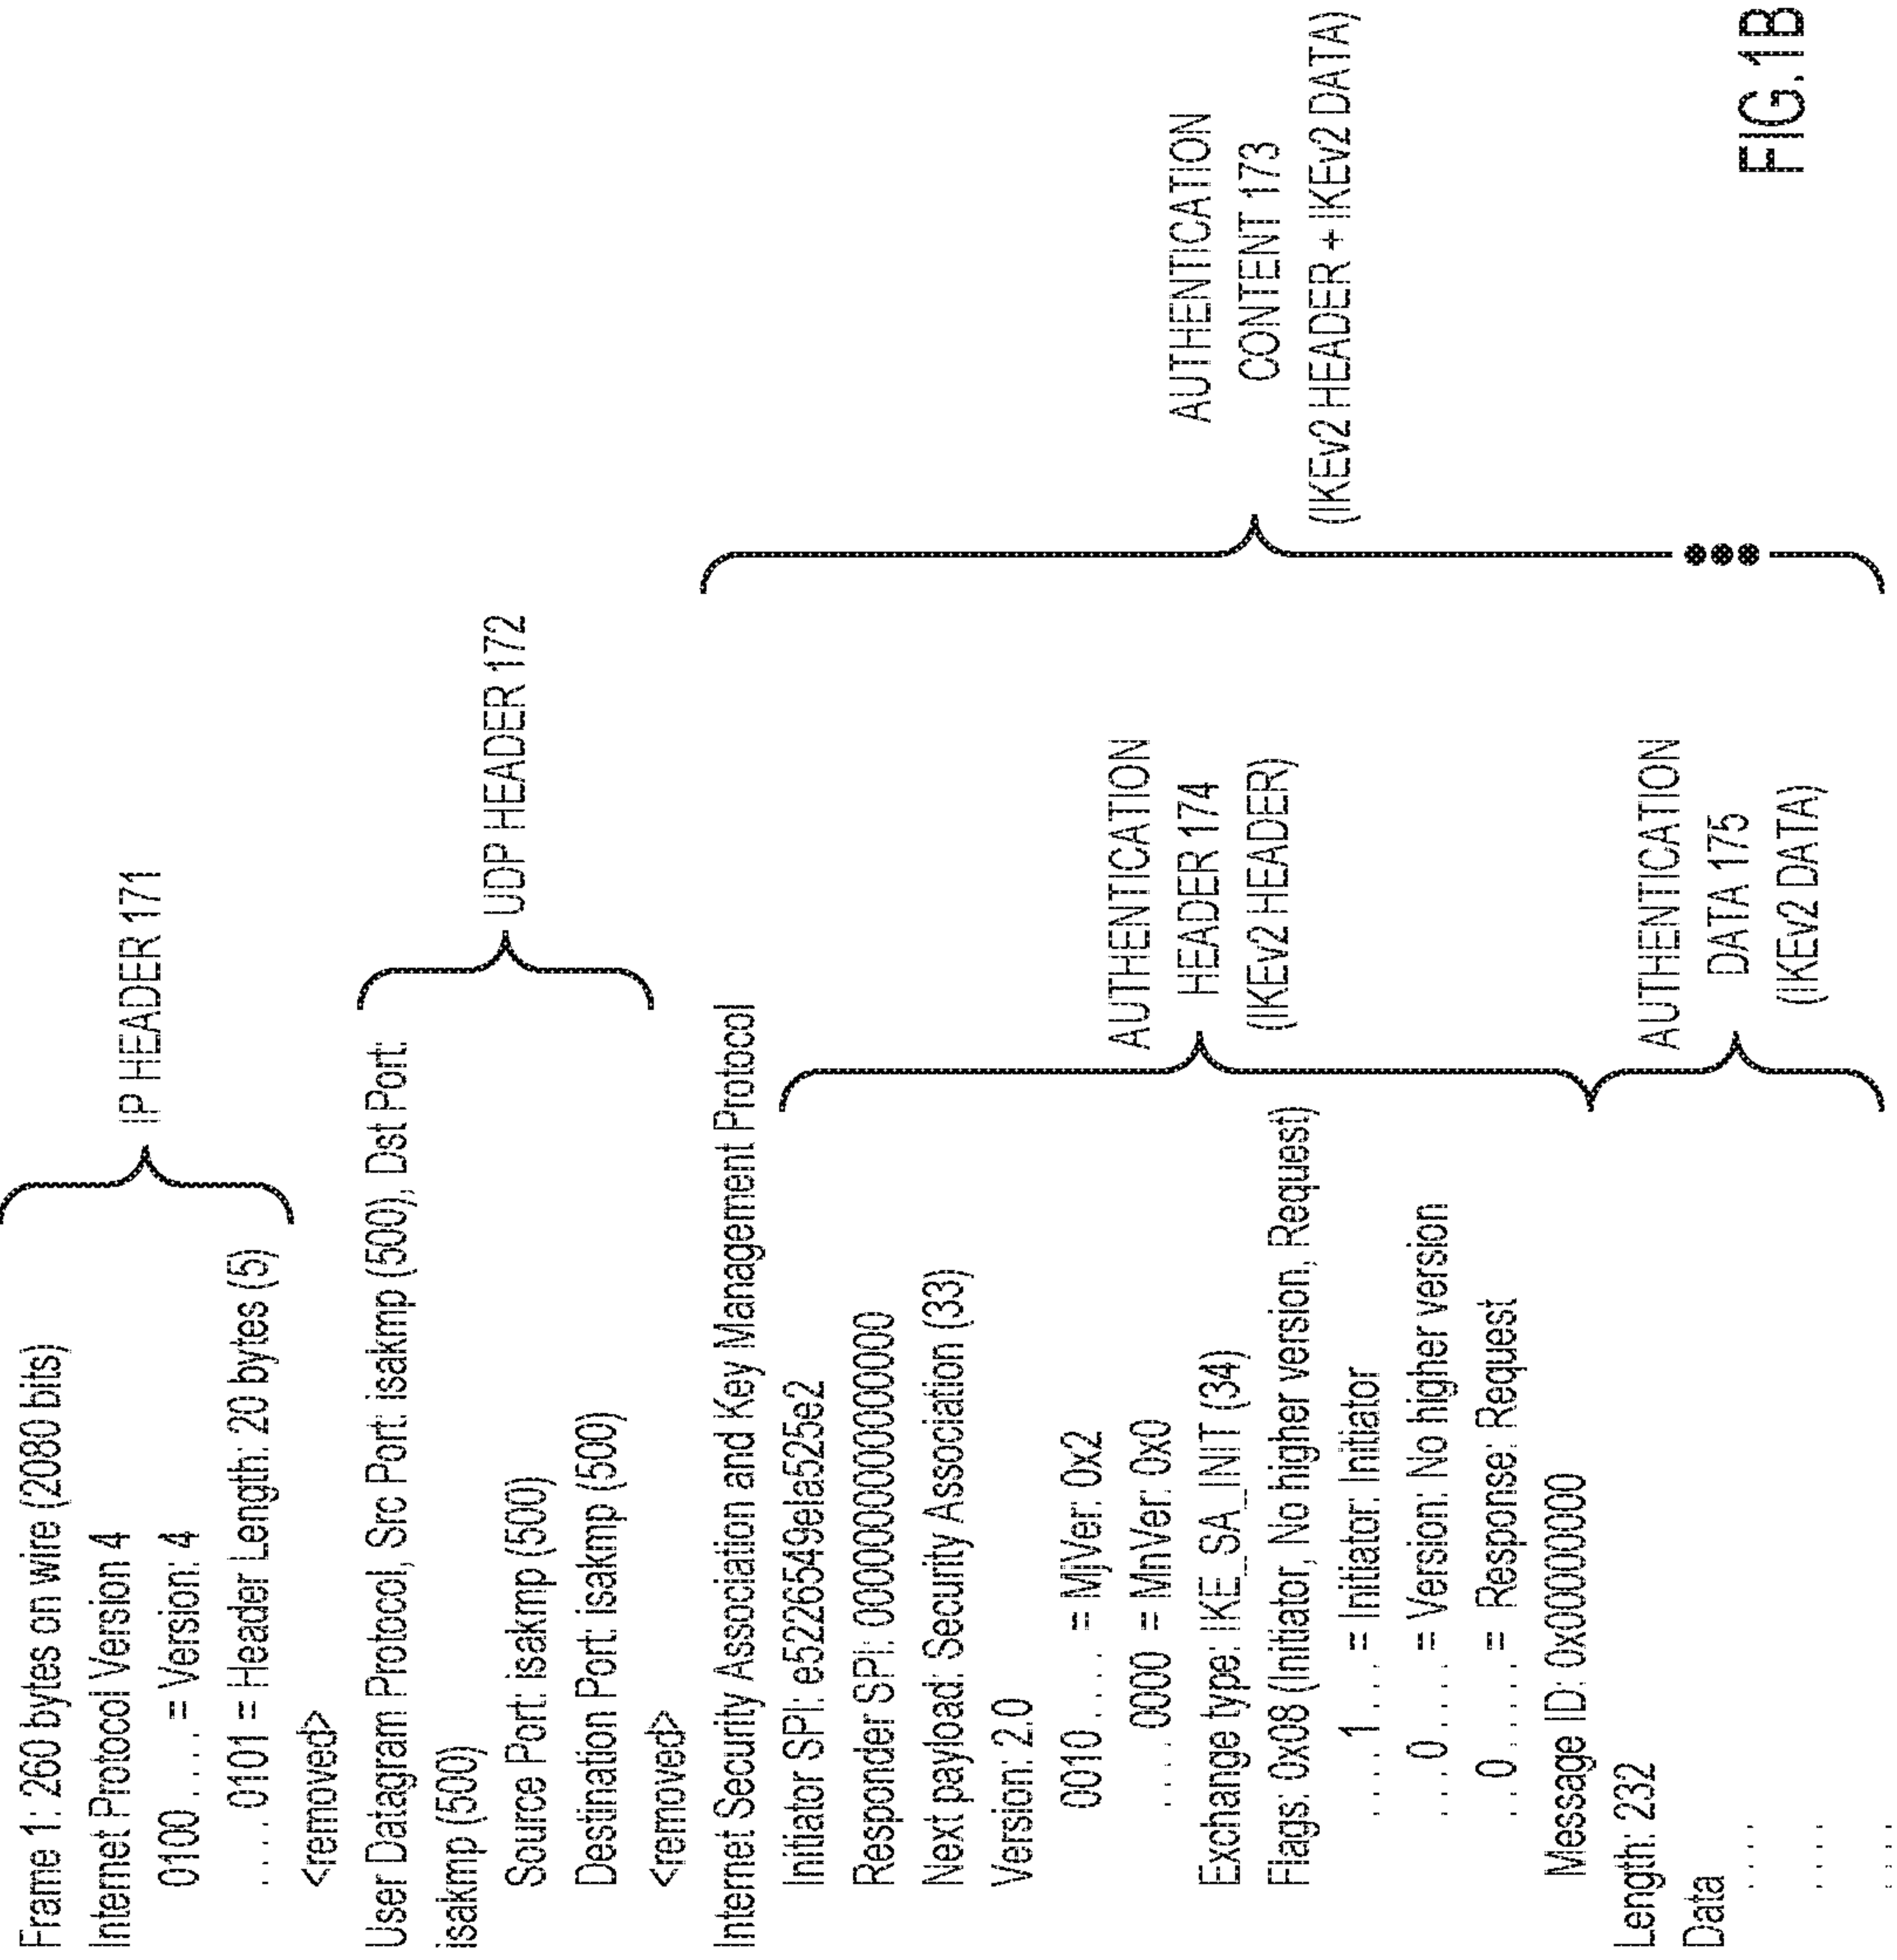 Frame 1: 260 bytes on wire (2080 bits)
Internet Protocol Version 4
0100 .... = Version: 4
.... 0101 = Header Length: 20 bytes (5)
<removed>
IP HEADER 171
User Datagram Protocol, Src Port: isakmp (500), Dst Port:
isakmp (500)
Source Port: isakmp (500)
Destination Port: isakmp (500)
<removed>
UDP HEADER 172
Internet Security Association and Key Management Protocol
Initiator SPI: e5226549ela525e2
Responder SPI: 0000000000000000
Next payload: Security Association (33)
Version: 2.0
0010 .... = MjVer: 0x2
.... 0000 = MnVer: 0x0
Exchange type: IKE_SA_INIT (34)
Flags: 0x08 (Initiator, No higher version, Request)
.... 1 ... = Initiator: Initiator
... 0 .... = Version: No higher version
.. 0 ..... = Response: Request
Message ID: 0x00000000
Length: 232
Data
....
....
....
AUTHENTICATION
HEADER 174
(IKEv2 HEADER)
AUTHENTICATION
DATA 175
(IKEv2 DATA)
AUTHENTICATION
CONTENT 173
(IKEv2 HEADER + IKEv2 DATA)
FIG.1B